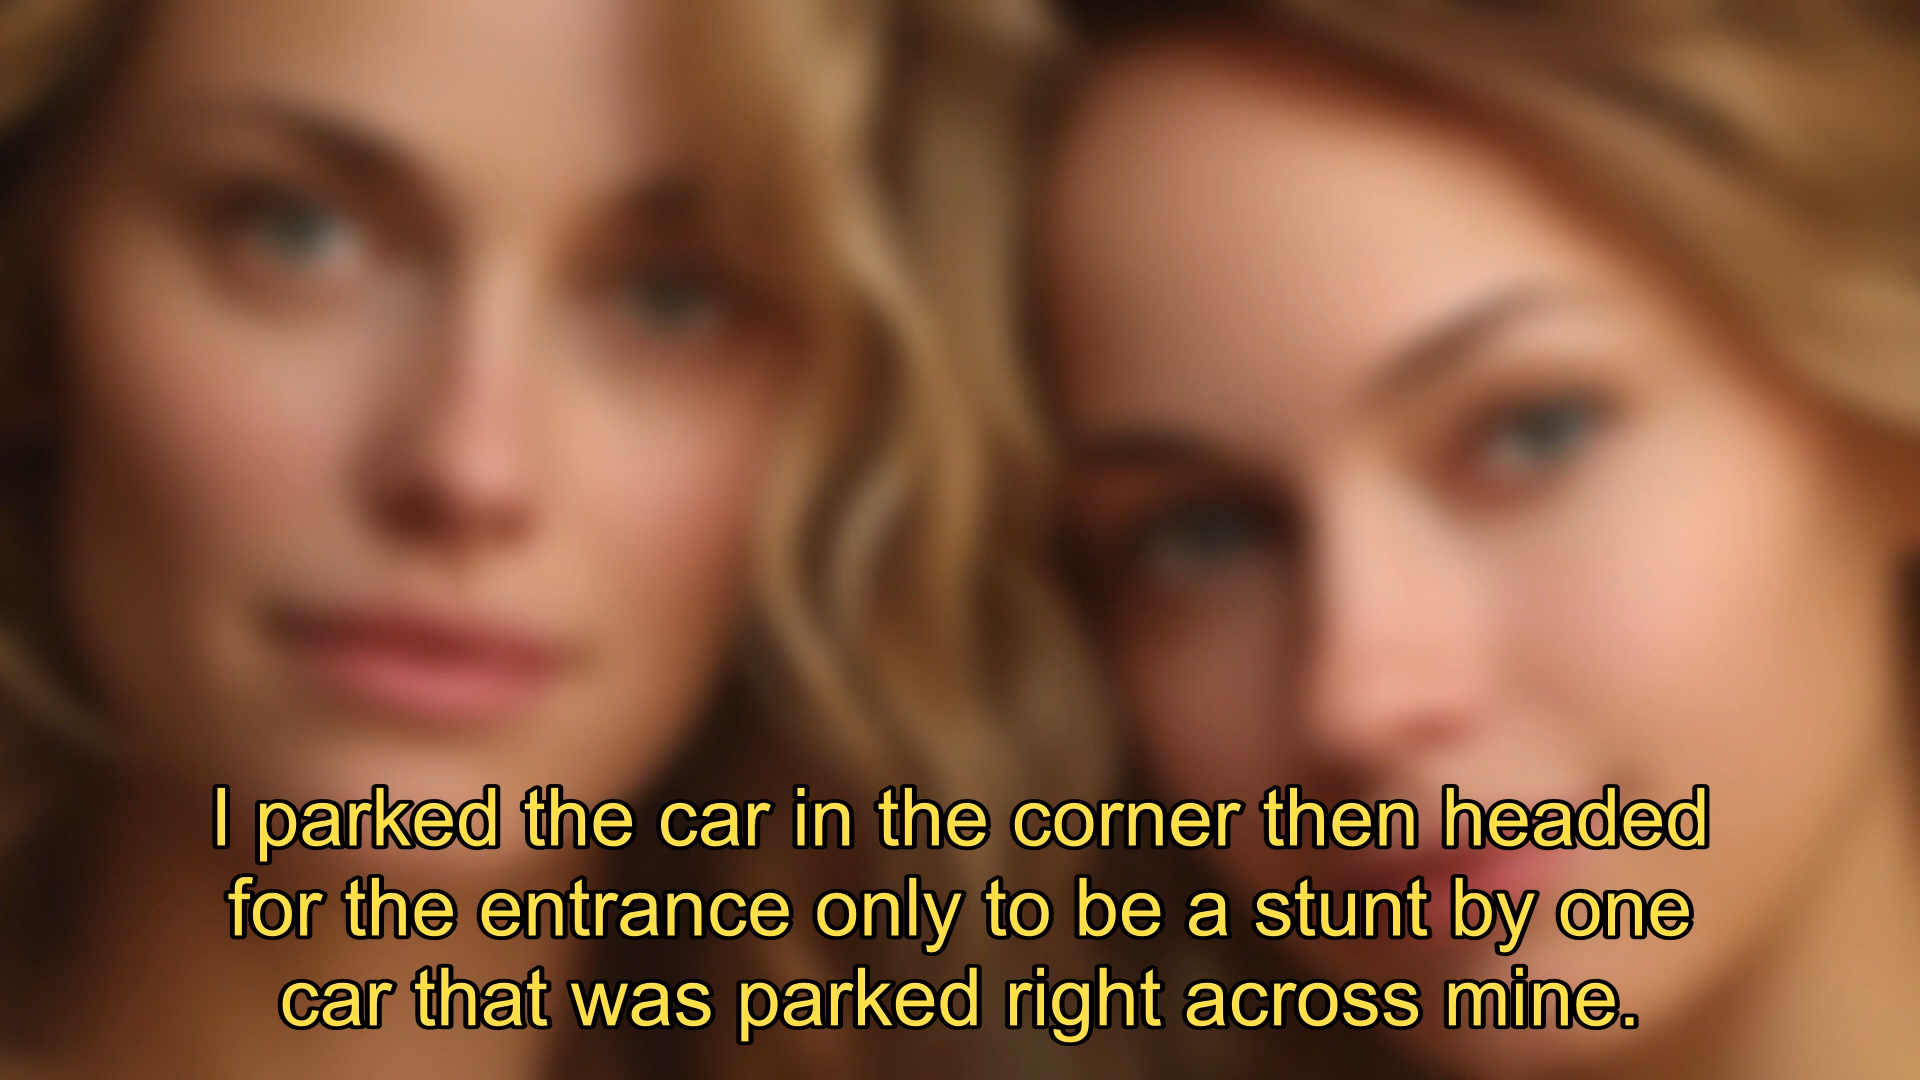 I parked the car in the corner then headed
for the entrance only to be a stunt by one
car that was parked right across mine.